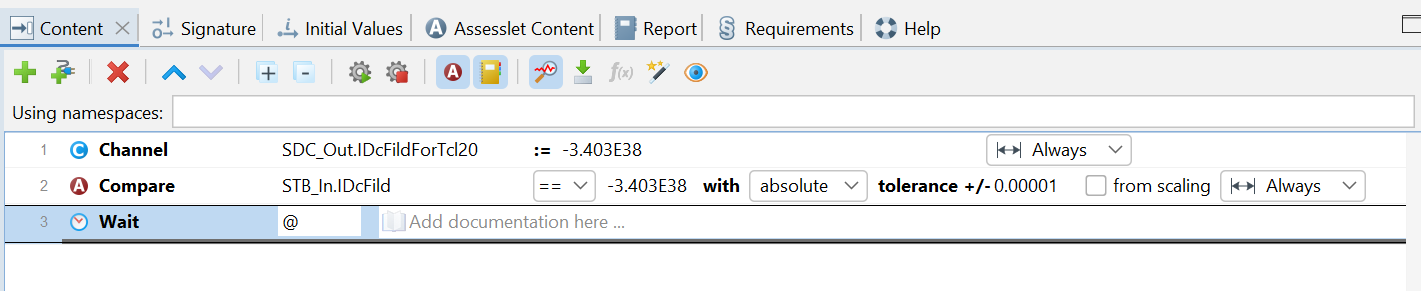 Content Signature Initial Values Assesslet Content Report Requirements Help
Using namespaces:
1 Channel SDC_Out.IDcFildForTcl20 := -3.403E38 Always
2 Compare STB_In.IDcFild == -3.403E38 with absolute tolerance +/- 0.00001 from scaling Always
3 Wait @ Add documentation here ...